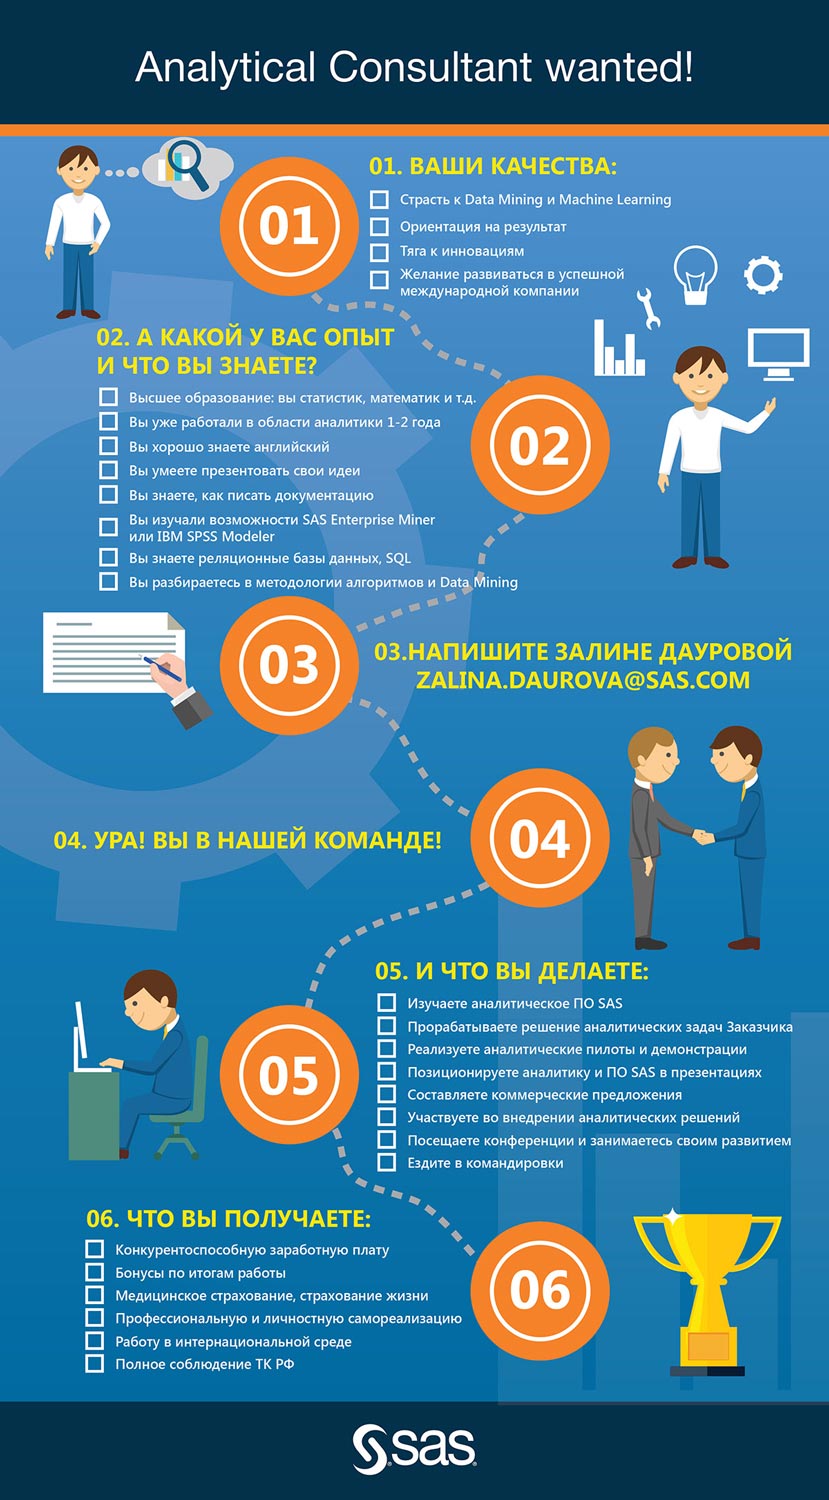 Analytical Consultant wanted!
01
01. ВАШИ КАЧЕСТВА:
Страсть к Data Mining и Machine Learning
Ориентация на результат
Тяга к инновациям
Желание развиваться в успешной
международной компании
02. А КАКОЙ У ВАС ОПЫТ
И ЧТО ВЫ ЗНАЕТЕ?
Высшее образование: вы статистик, математик и т.д.
Вы уже работали в области аналитики 1-2 года
Вы хорошо знаете английский
Вы умеете презентовать свои идеи
Вы знаете, как писать документацию
Вы изучали возможности SAS Enterprise Miner
или IBM SPSS Modeler
Вы знаете реляционные базы данных, SQL
Вы разбираетесь в методологии алгоритмов и Data Mining
02
03
03.НАПИШИТЕ ЗАЛИНЕ ДАУРОВОЙ
ZALINA.DAUROVA@SAS.COM
04. УРА! ВЫ В НАШЕЙ КОМАНДЕ!
04
05
05. И ЧТО ВЫ ДЕЛАЕТЕ:
Изучаете аналитическое ПО SAS
Прорабатываете решение аналитических задач Заказчика
Реализуете аналитические пилоты и демонстрации
Позиционируете аналитику и ПО SAS в презентациях
Составляете коммерческие предложения
Участвуете во внедрении аналитических решений
Посещаете конференции и занимаетесь своим развитием
Ездите в командировки
06. ЧТО ВЫ ПОЛУЧАЕТЕ:
Конкурентоспособную заработную плату
Бонусы по итогам работы
Медицинское страхование, страхование жизни
Профессиональную и личностную самореализацию
Работу в интернациональной среде
Полное соблюдение ТК РФ
06
sas